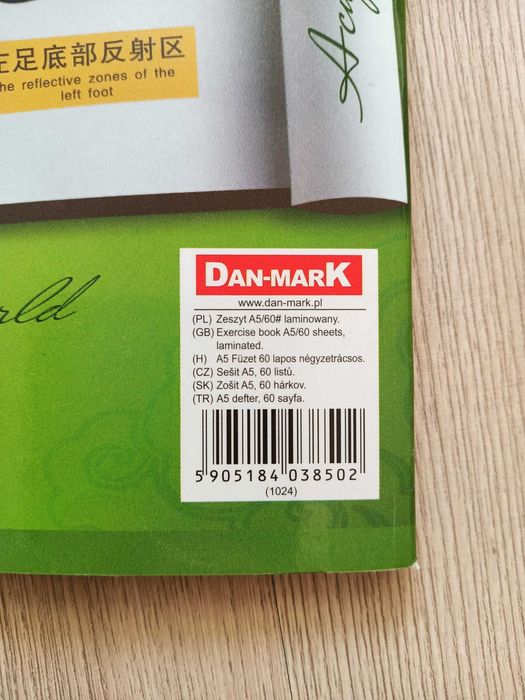 左足底部反射区
he reflective zones of the
left foot
DAN-MARK
www.dan-mark.pl
(PL) Zeszyt A5/60# laminowany.
(GB) Exercise book A5/60 sheets,
laminated.
(H) A5 Füzet 60 lapos négyzetrácsos.
(CZ) Sešit A5, 60 listů.
(SK) Zošit A5, 60 hárkov.
(TR) A5 defter, 60 sayfa.
5 905184 038502
(1024)